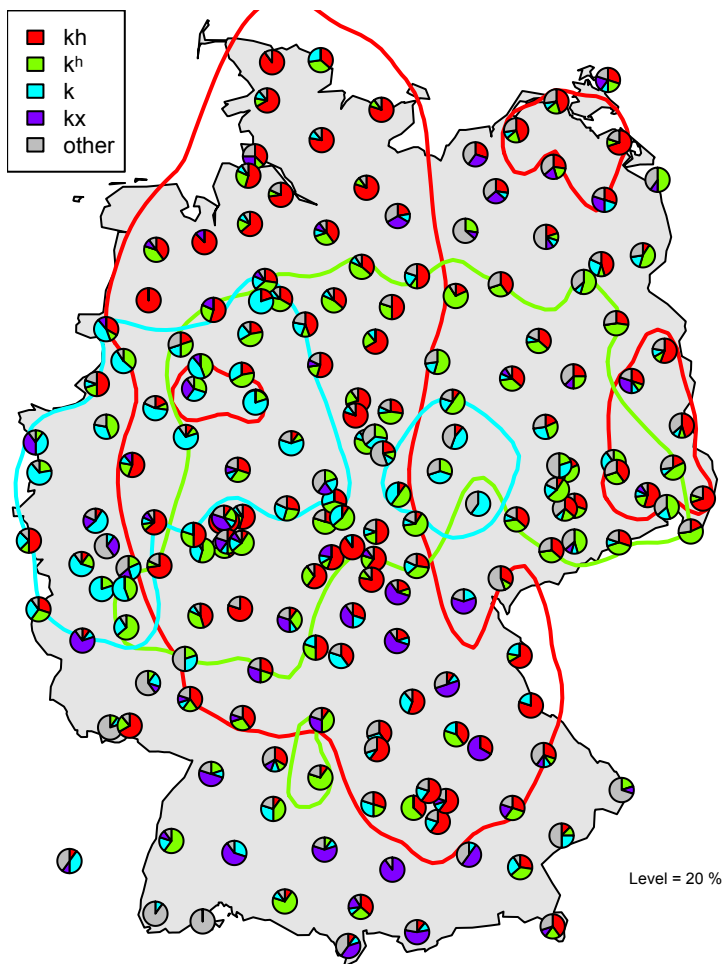 kh
kʰ
k
kx
other
Level = 20 %